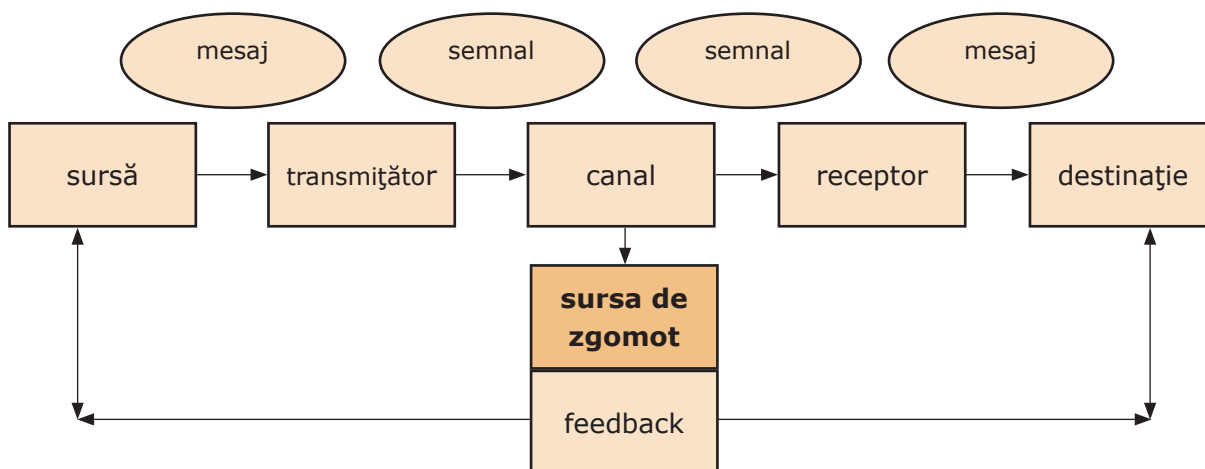 mesaj
semnal
semnal
mesaj
sursă
transmiţător
canal
receptor
destinaţie
sursa de
zgomot
feedback